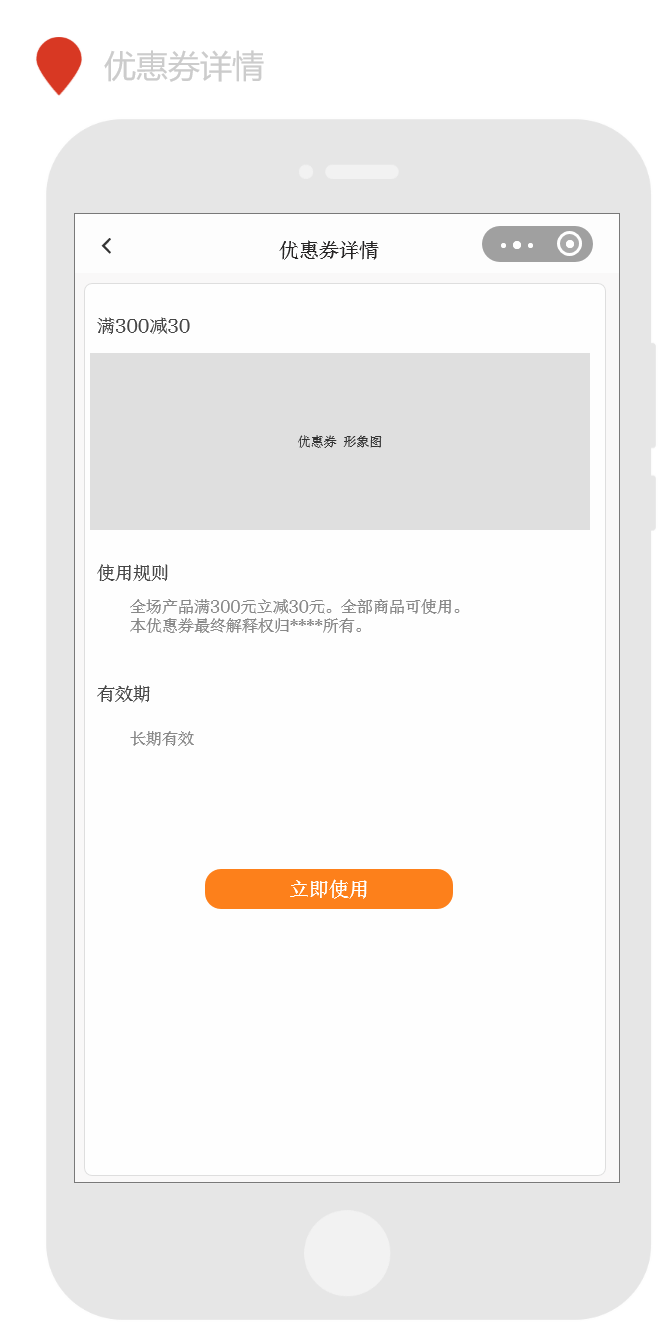 优惠券详情
优惠券详情
满300减30
优惠券 形象图
使用规则
全场产品满300元立减30元。全部商品可使用。
本优惠券最终解释权归****所有。
有效期
长期有效
立即使用